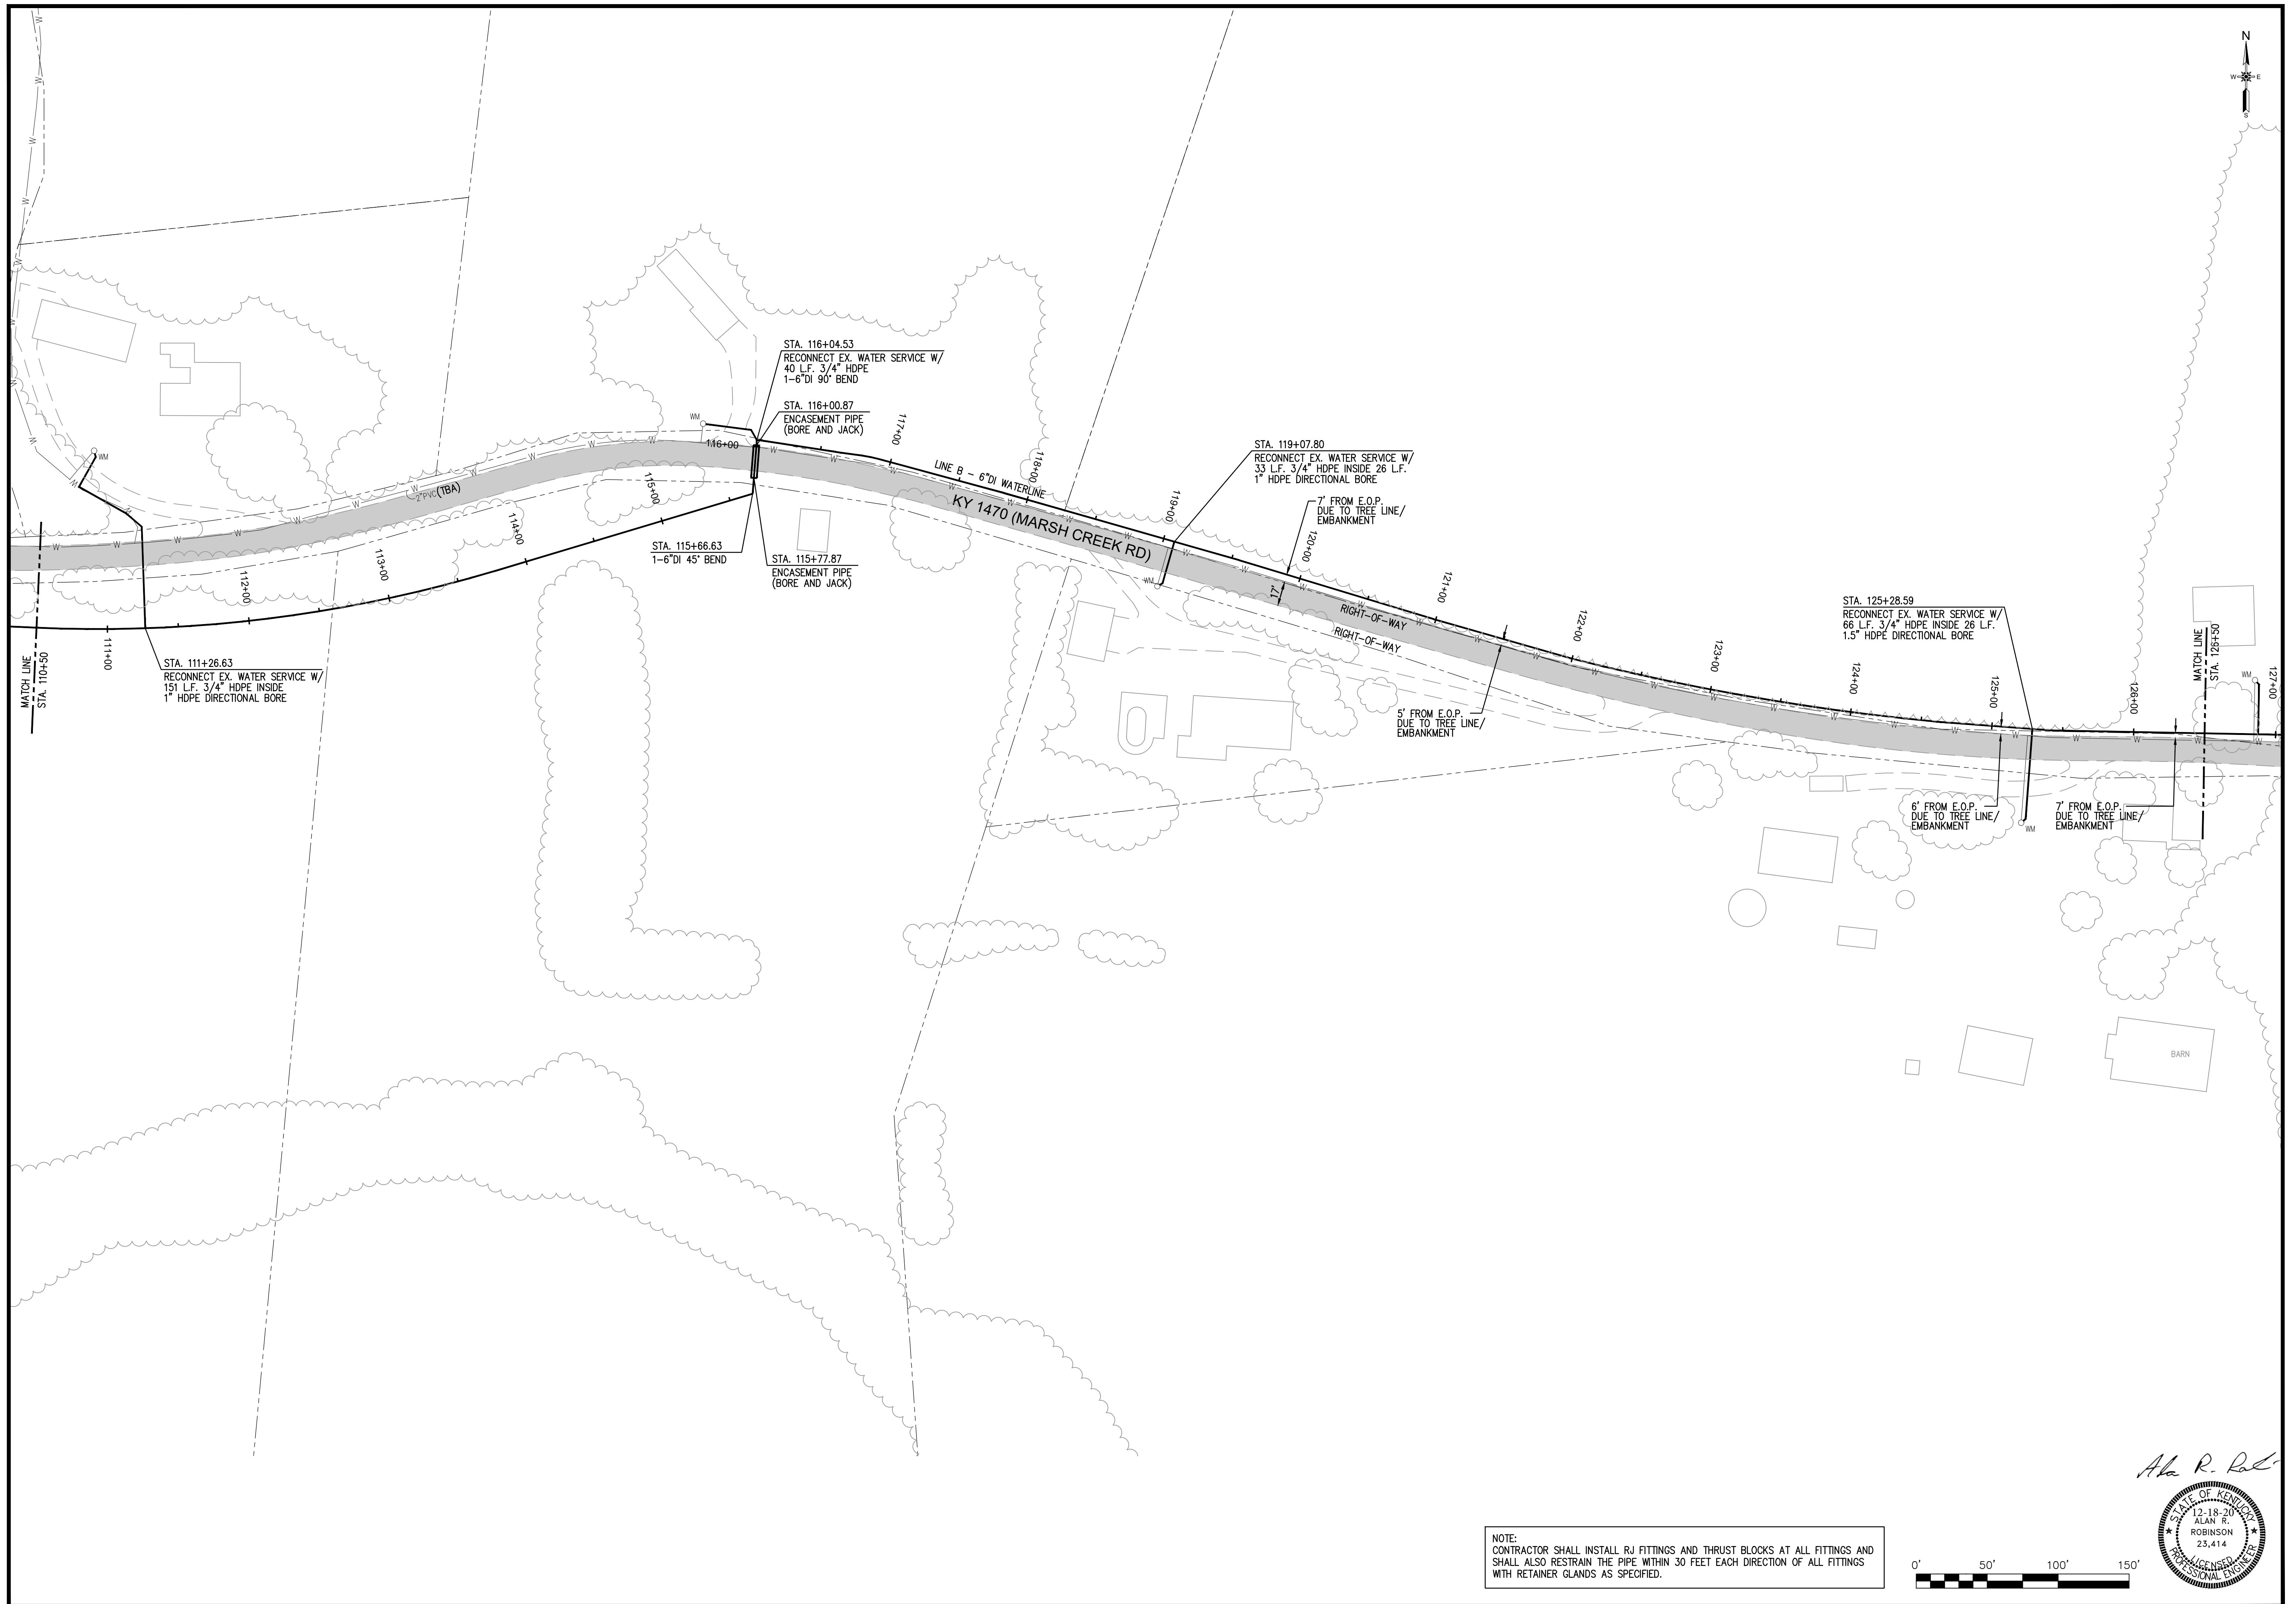 N
W
E
S
STA. 116+04.53
RECONNECT EX. WATER SERVICE W/
40 L.F. 3/4" HDPE
1-6"DI 90° BEND
STA. 116+00.87
ENCASEMENT PIPE
(BORE AND JACK)
WM
116+00
117+00
LINE B - 6"DI WATERLINE
118+00
KY 1470 (MARSH CREEK RD)
119+00
STA. 119+07.80
RECONNECT EX. WATER SERVICE W/
33 L.F. 3/4" HDPE INSIDE 26 L.F.
1" HDPE DIRECTIONAL BORE
7' FROM E.O.P.
DUE TO TREE LINE/
EMBANKMENT
WM
2"PVC(TBA)
115+00
114+00
113+00
112+00
111+00
STA. 115+66.63
1-6"DI 45° BEND
STA. 115+77.87
ENCASEMENT PIPE
(BORE AND JACK)
WM
17'
120+00
121+00
RIGHT-OF-WAY
RIGHT-OF-WAY
122+00
123+00
124+00
125+00
126+00
127+00
STA. 125+28.59
RECONNECT EX. WATER SERVICE W/
66 L.F. 3/4" HDPE INSIDE 26 L.F.
1.5" HDPE DIRECTIONAL BORE
MATCH LINE
STA. 110+50
STA. 111+26.63
RECONNECT EX. WATER SERVICE W/
151 L.F. 3/4" HDPE INSIDE
1" HDPE DIRECTIONAL BORE
MATCH LINE
STA. 126+50
WM
5' FROM E.O.P.
DUE TO TREE LINE/
EMBANKMENT
6' FROM E.O.P.
DUE TO TREE LINE/
EMBANKMENT
WM
7' FROM E.O.P.
DUE TO TREE LINE/
EMBANKMENT
BARN
NOTE:
CONTRACTOR SHALL INSTALL RJ FITTINGS AND THRUST BLOCKS AT ALL FITTINGS AND
SHALL ALSO RESTRAIN THE PIPE WITHIN 30 FEET EACH DIRECTION OF ALL FITTINGS
WITH RETAINER GLANDS AS SPECIFIED.
0' 50' 100' 150'
STATE OF KENTUCKY
12-18-20
ALAN R.
ROBINSON
23,414
LICENSED
PROFESSIONAL ENGINEER